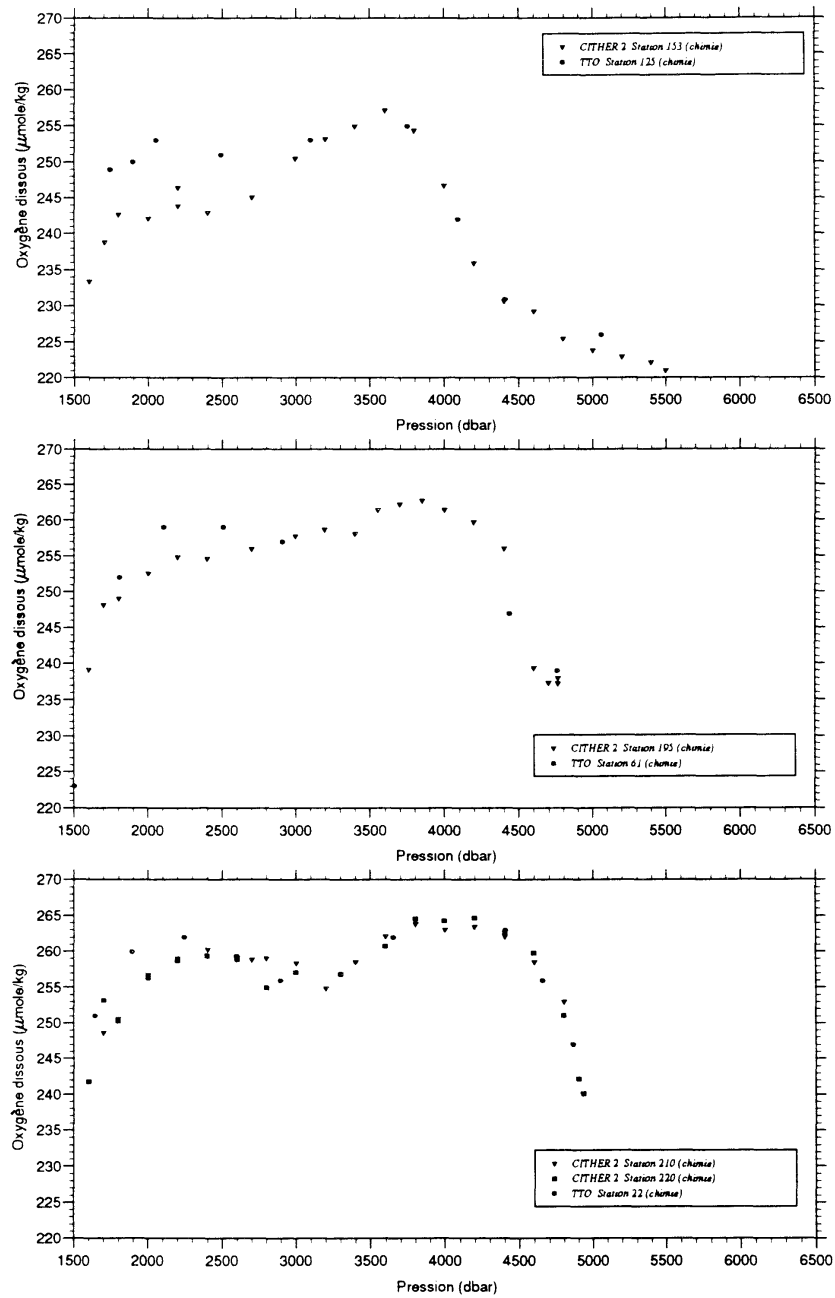 270
265
260
255
250
245
240
235
230
225
220
Oxygène dissous (µmole/kg)
CITHER 2 Station 153 (chimie)
TTO Station 125 (chimie)
1500 2000 2500 3000 3500 4000 4500 5000 5500 6000 6500
Pression (dbar)
270
265
260
255
250
245
240
235
230
225
220
Oxygène dissous (µmole/kg)
CITHER 2 Station 195 (chimie)
TTO Station 61 (chimie)
1500 2000 2500 3000 3500 4000 4500 5000 5500 6000 6500
Pression (dbar)
270
265
260
255
250
245
240
235
230
225
220
Oxygène dissous (µmole/kg)
CITHER 2 Station 210 (chimie)
CITHER 2 Station 220 (chimie)
TTO Station 22 (chimie)
1500 2000 2500 3000 3500 4000 4500 5000 5500 6000 6500
Pression (dbar)